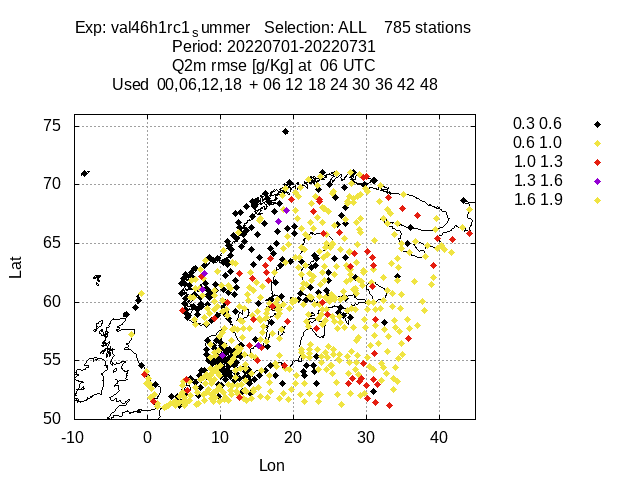 Exp: val46h1rc1summer Selection: ALL 785 stations
Period: 20220701-20220731
Q2m rmse [g/Kg] at 06 UTC
Used 00,06,12,18 + 06 12 18 24 30 36 42 48
0.3 0.6
0.6 1.0
1.0 1.3
1.3 1.6
1.6 1.9
75
70
65
60
55
50
Lat
-10 0 10 20 30 40
Lon